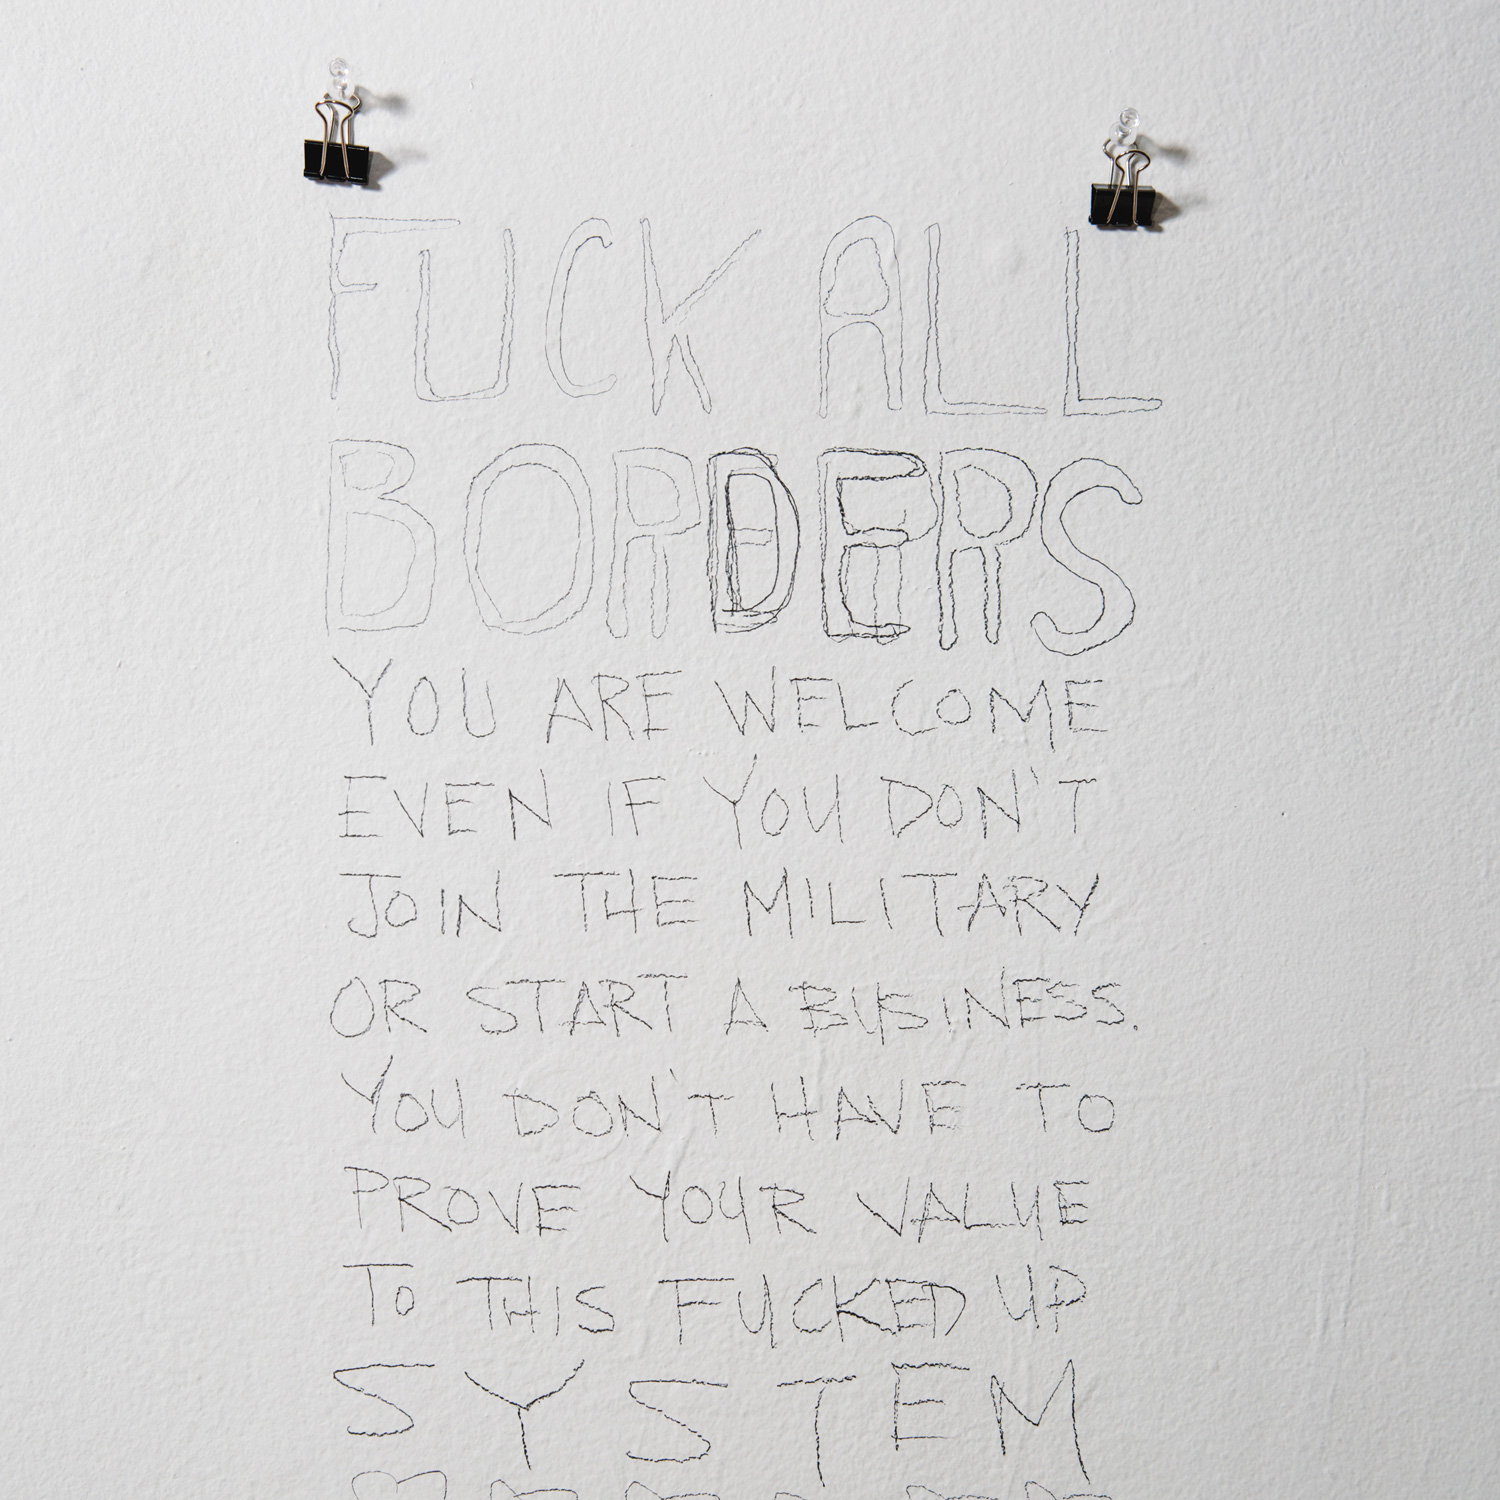 FUCK ALL
BORDERS
YOU ARE WELCOME
EVEN IF YOU DON'T
JOIN THE MILITARY
OR START A BUSINESS.
YOU DON'T HAVE TO
PROVE YOUR VALUE
TO THIS FUCKED UP
SYSTEM